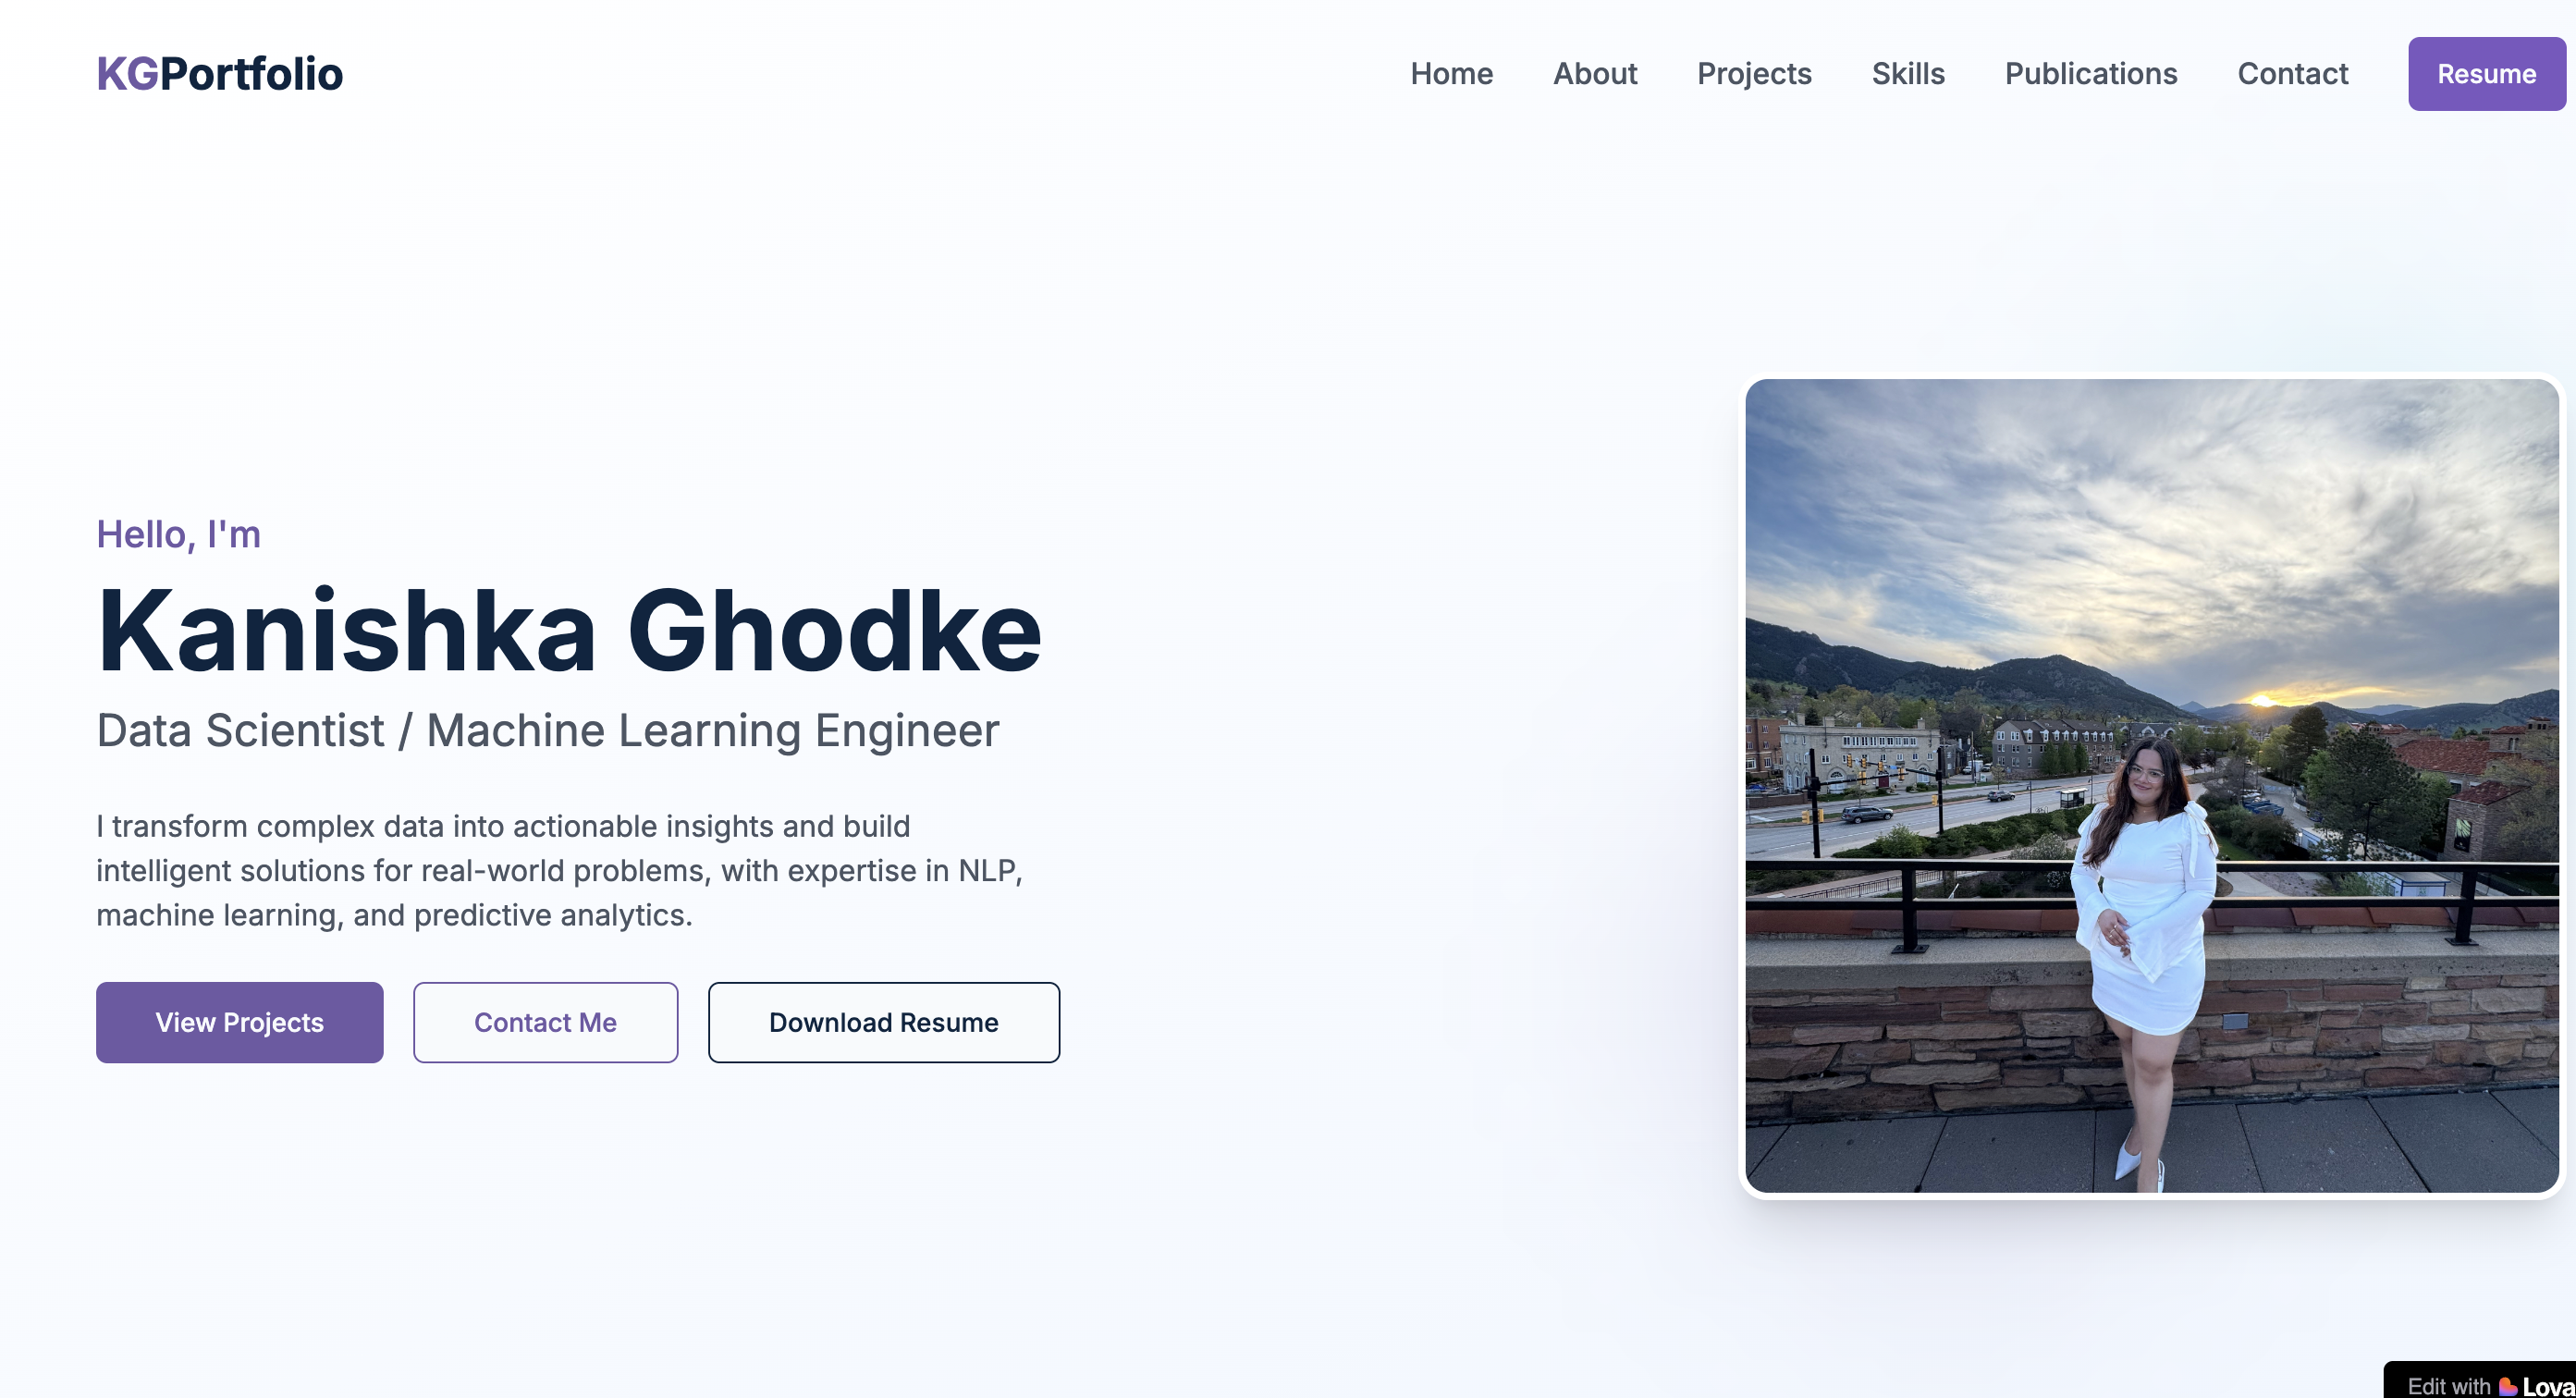 KGPortfolio
Home About Projects Skills Publications Contact Resume
Hello, I'm
Kanishka Ghodke
Data Scientist / Machine Learning Engineer
I transform complex data into actionable insights and build
intelligent solutions for real-world problems, with expertise in NLP,
machine learning, and predictive analytics.
View Projects Contact Me Download Resume
Edit with Lova